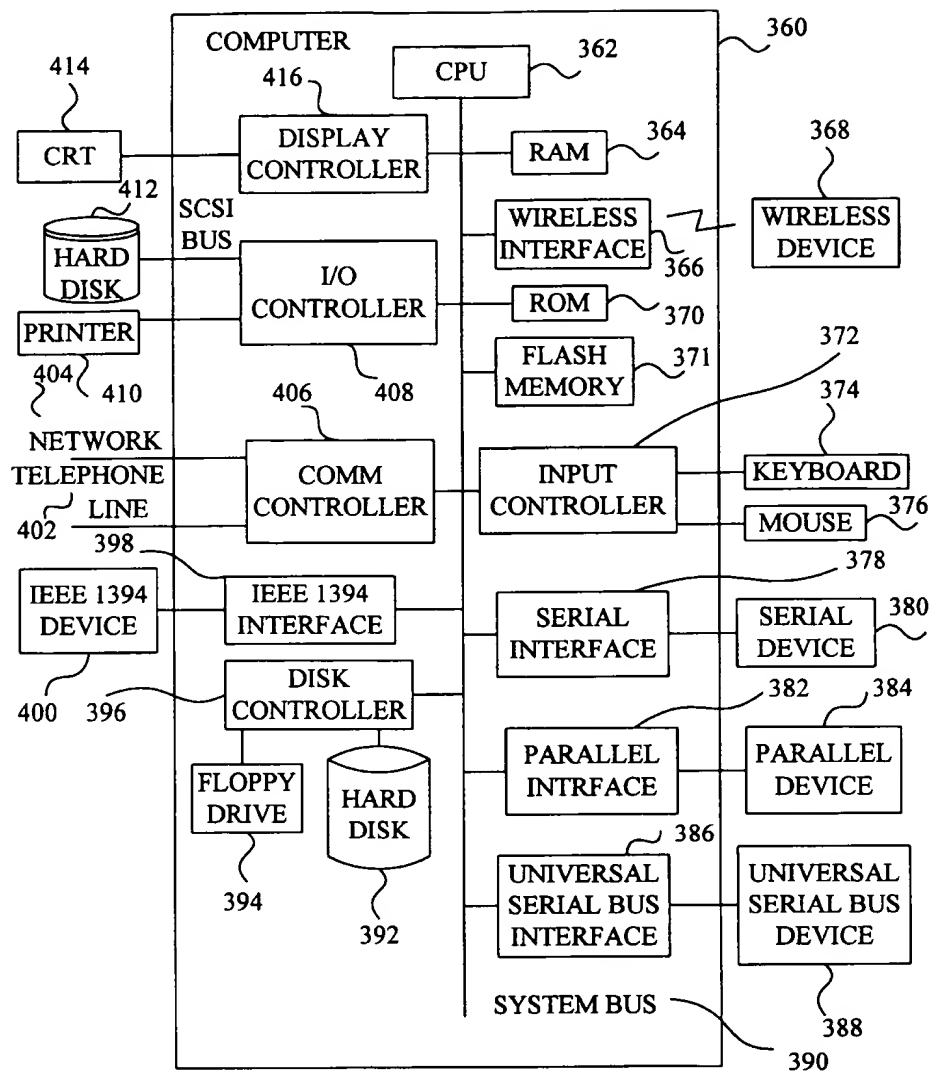 COMPUTER
360
414
416
CPU
362
CRT
DISPLAY
CONTROLLER
RAM
364
368
412
SCSI
BUS
WIRELESS
INTERFACE
366
WIRELESS
DEVICE
HARD
DISK
I/O
CONTROLLER
408
ROM
370
PRINTER
410
FLASH
MEMORY
371
372
404
406
374
NETWORK
TELEPHONE
LINE
402
COMM
CONTROLLER
INPUT
CONTROLLER
KEYBOARD
MOUSE
376
398
378
IEEE 1394
DEVICE
400
IEEE 1394
INTERFACE
SERIAL
INTERFACE
SERIAL
DEVICE
380
396
DISK
CONTROLLER
382
384
FLOPPY
DRIVE
394
HARD
DISK
392
PARALLEL
INTRFACE
PARALLEL
DEVICE
386
UNIVERSAL
SERIAL BUS
INTERFACE
UNIVERSAL
SERIAL BUS
DEVICE
388
SYSTEM BUS
390